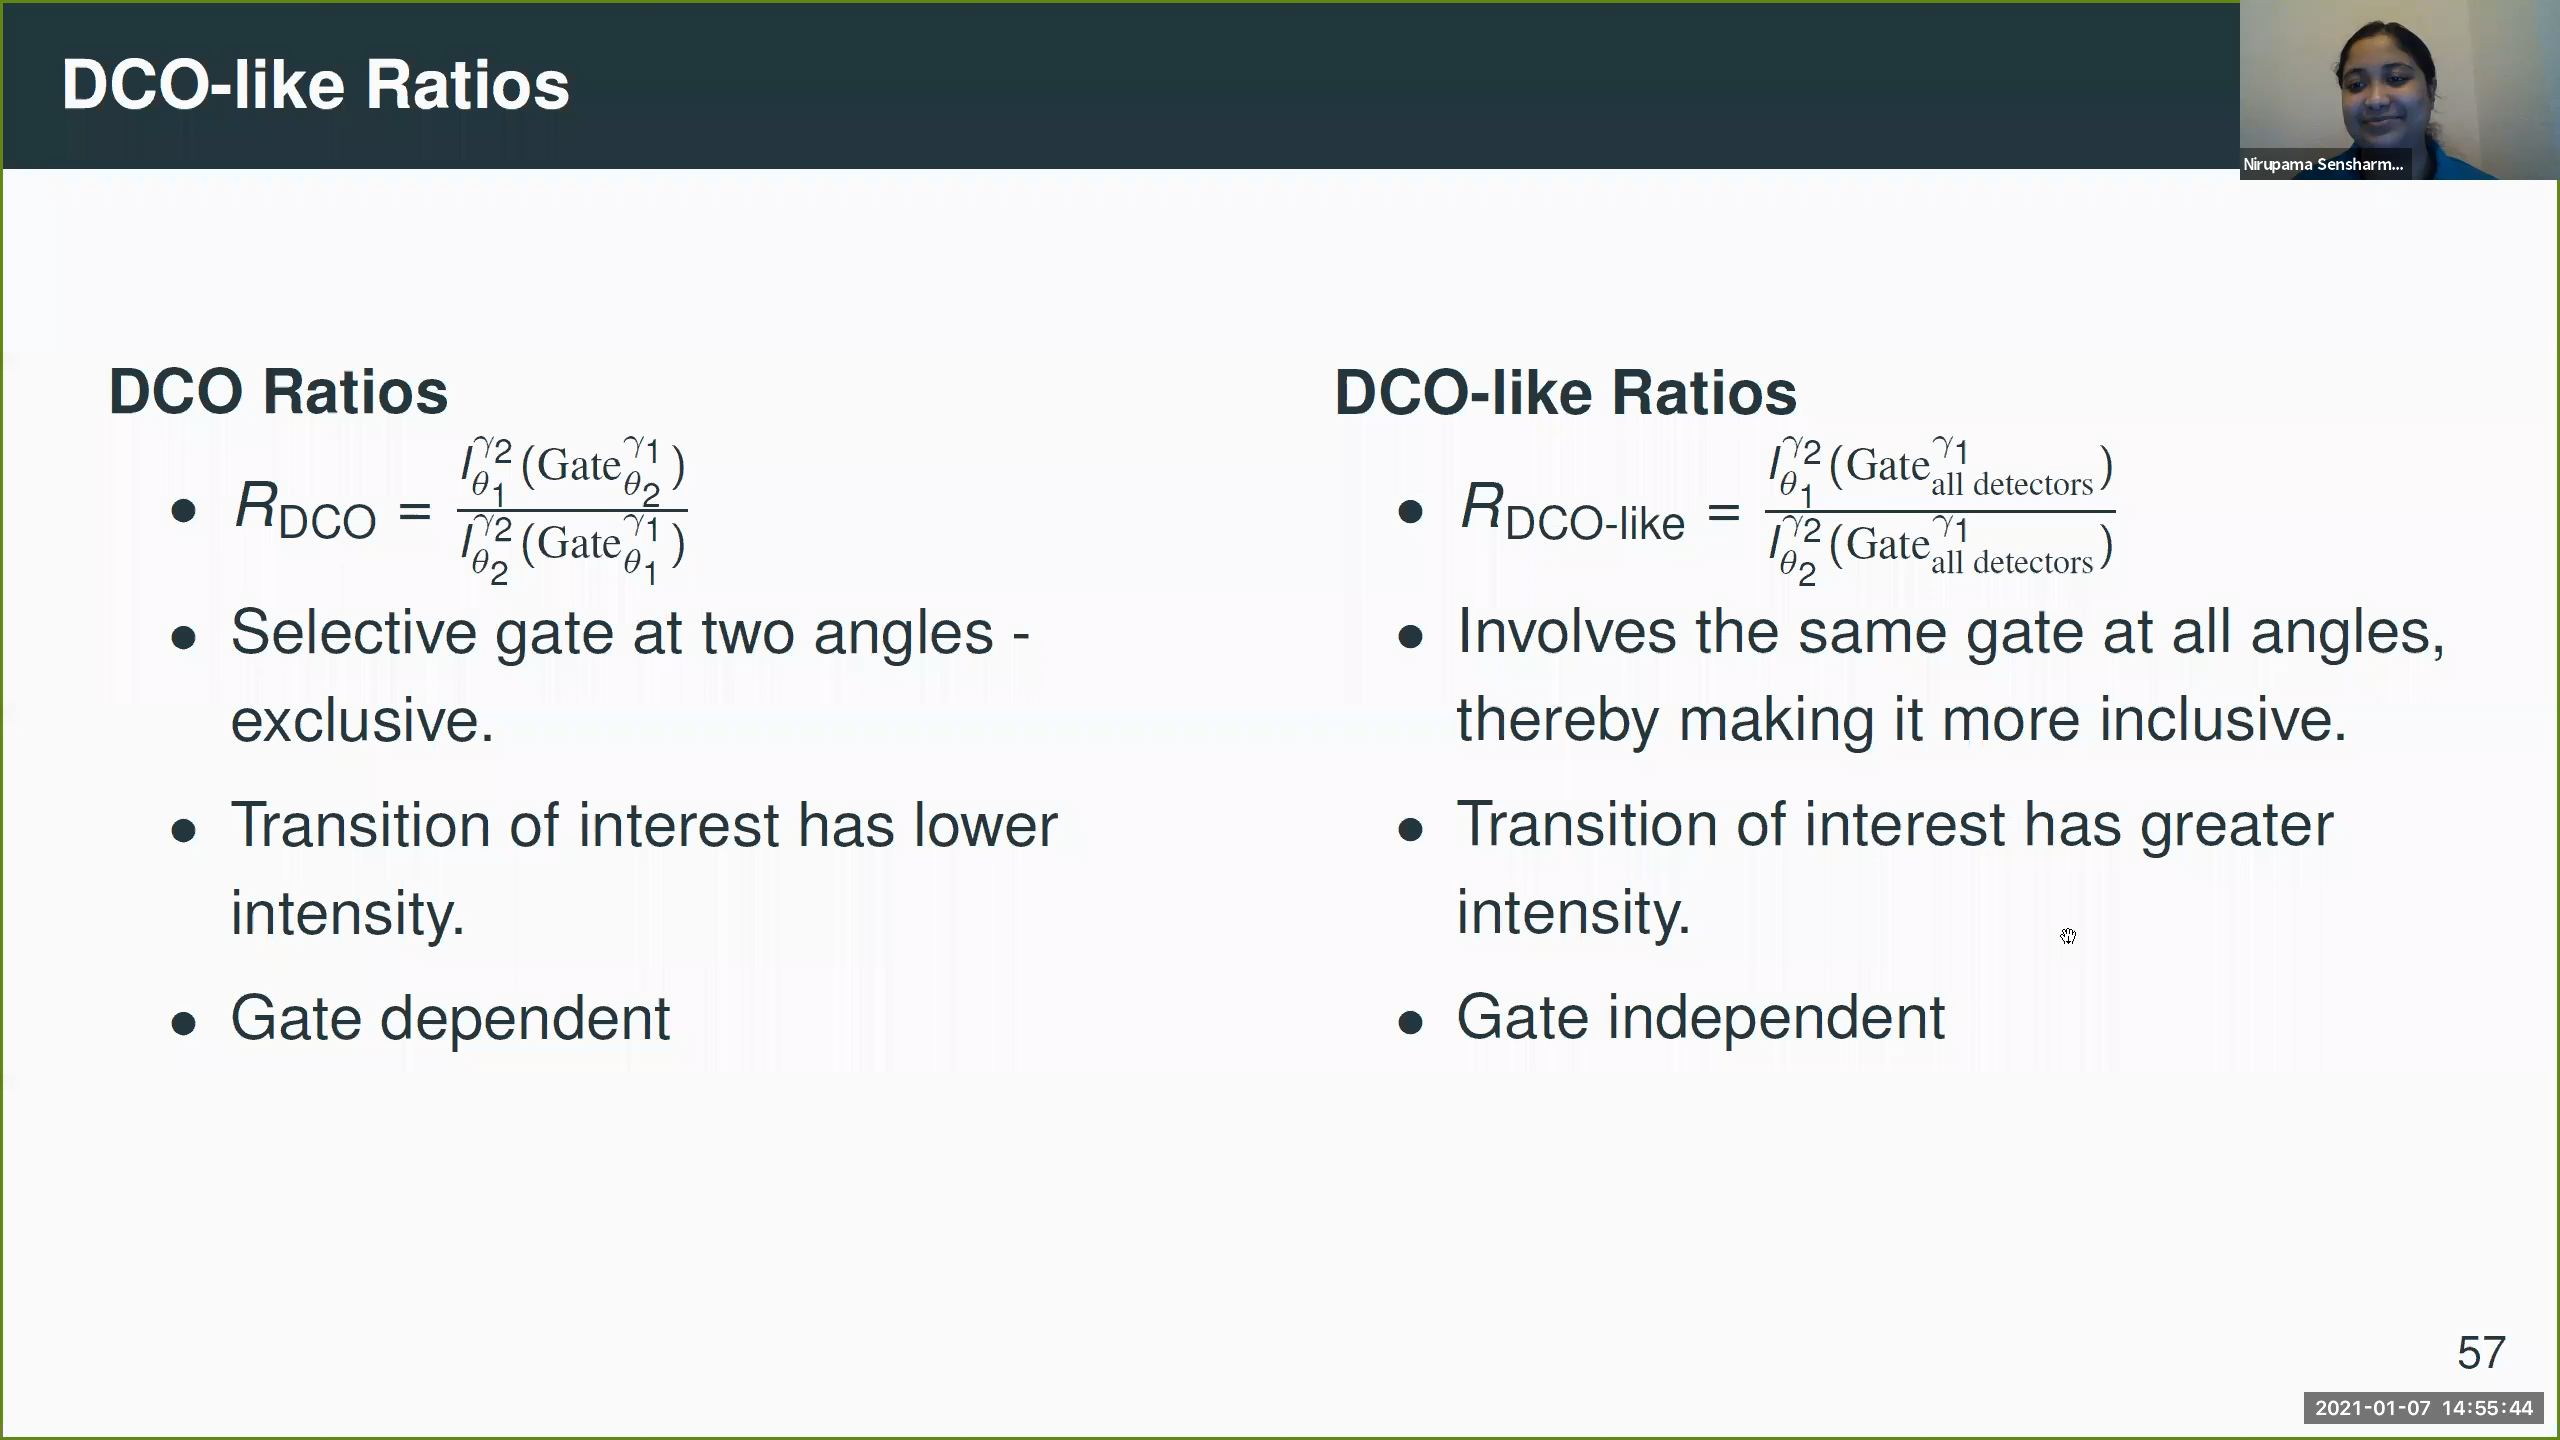 DCO-like Ratios
Nirupama Sensharm...
DCO Ratios
• R_DCO = I^γ2_θ1 (Gate^γ1_θ2) / I^γ2_θ2 (Gate^γ1_θ1)
• Selective gate at two angles -
exclusive.
• Transition of interest has lower
intensity.
• Gate dependent
DCO-like Ratios
• R_DCO-like = I^γ2_θ1 (Gate^γ1_all detectors) / I^γ2_θ2 (Gate^γ1_all detectors)
• Involves the same gate at all angles,
thereby making it more inclusive.
• Transition of interest has greater
intensity.
• Gate independent
57
2021-01-07 14:55:44